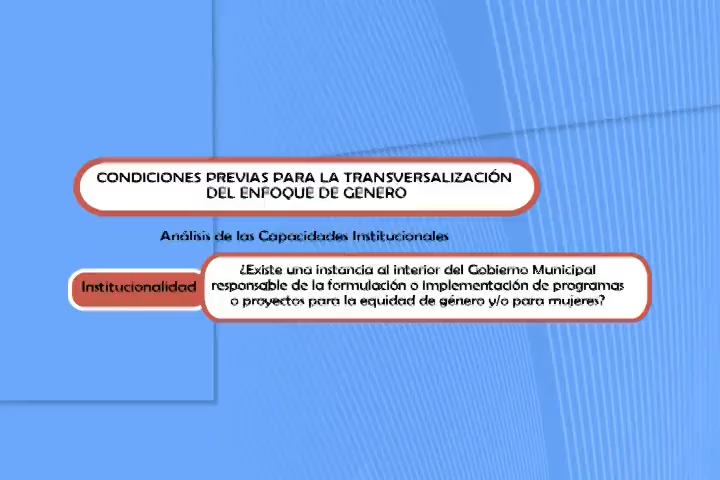 CONDICIONES PREVIAS PARA LA TRANSVERSALIZACIÓN
DEL ENFOQUE DE GENERO
Análisis de las Capacidades Institucionales
Institucionalidad
¿Existe una instancia al interior del Gobierno Municipal
responsable de la formulación o implementación de programas
o proyectos para la equidad de género y/o para mujeres?